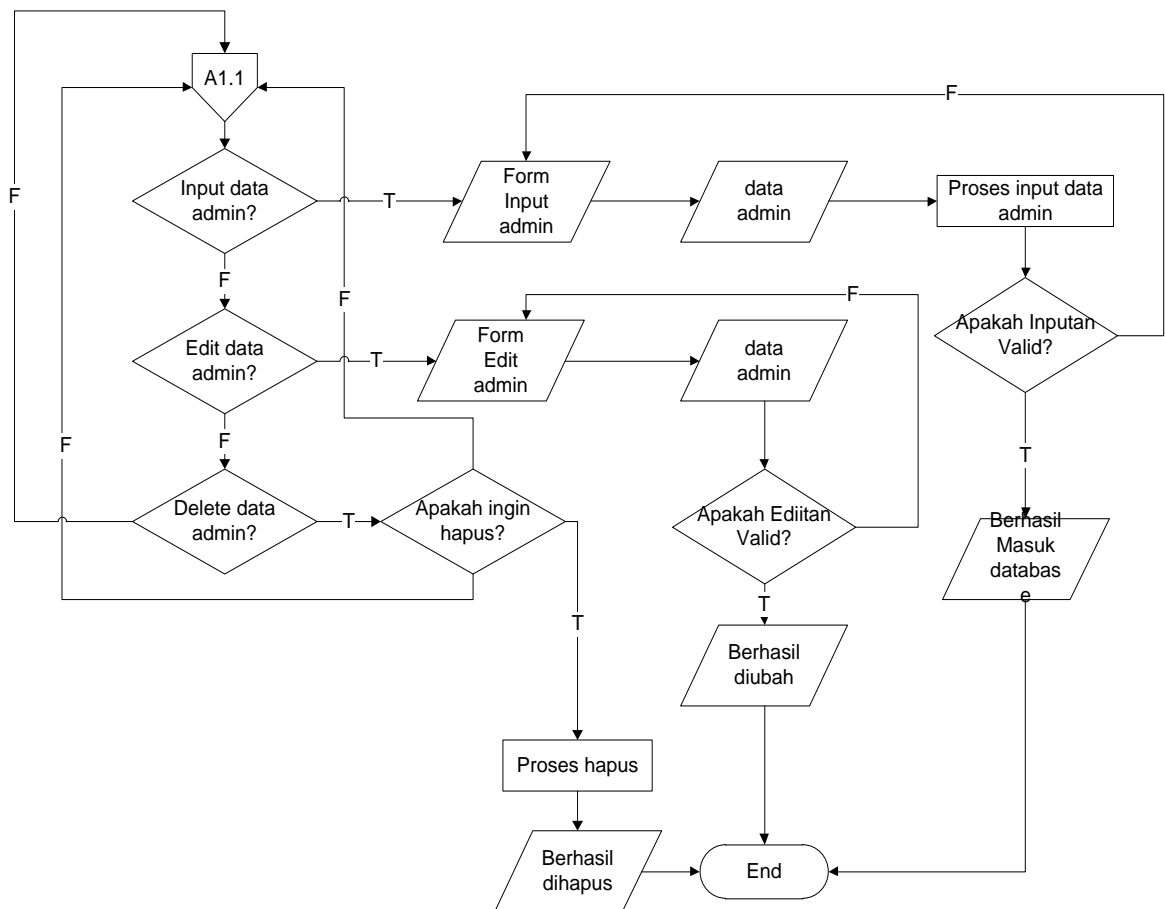 A1.1
F
Input data
admin?
T
Form
Input
admin
data
admin
Proses input data
admin
F
F
F
F
Edit data
admin?
T
Form
Edit
admin
F
data
admin
Apakah Inputan
Valid?
F
F
Delete data
admin?
T
Apakah ingin
hapus?
Apakah Ediitan
Valid?
T
Berhasil
Masuk
databas
e
T
T
Berhasil
diubah
Proses hapus
Berhasil
dihapus
End